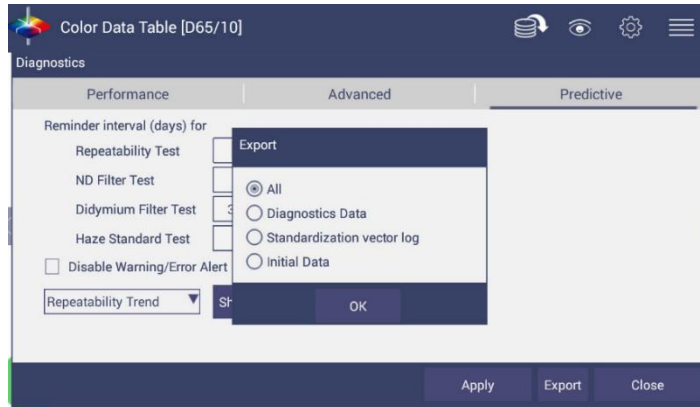 Color Data Table [D65/10]
Diagnostics
Performance Advanced Predictive
Reminder interval (days) for
Repeatability Test
ND Filter Test
Didymium Filter Test 3
Haze Standard Test
Disable Warning/Error Alert
Repeatability Trend Sh
Export
All
Diagnostics Data
Standardization vector log
Initial Data
OK
Apply Export Close